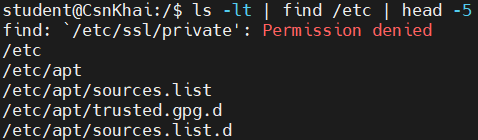 student@CsnKhai:/$ ls -lt | find /etc | head -5
find: `/etc/ssl/private': Permission denied
/etc
/etc/apt
/etc/apt/sources.list
/etc/apt/trusted.gpg.d
/etc/apt/sources.list.d